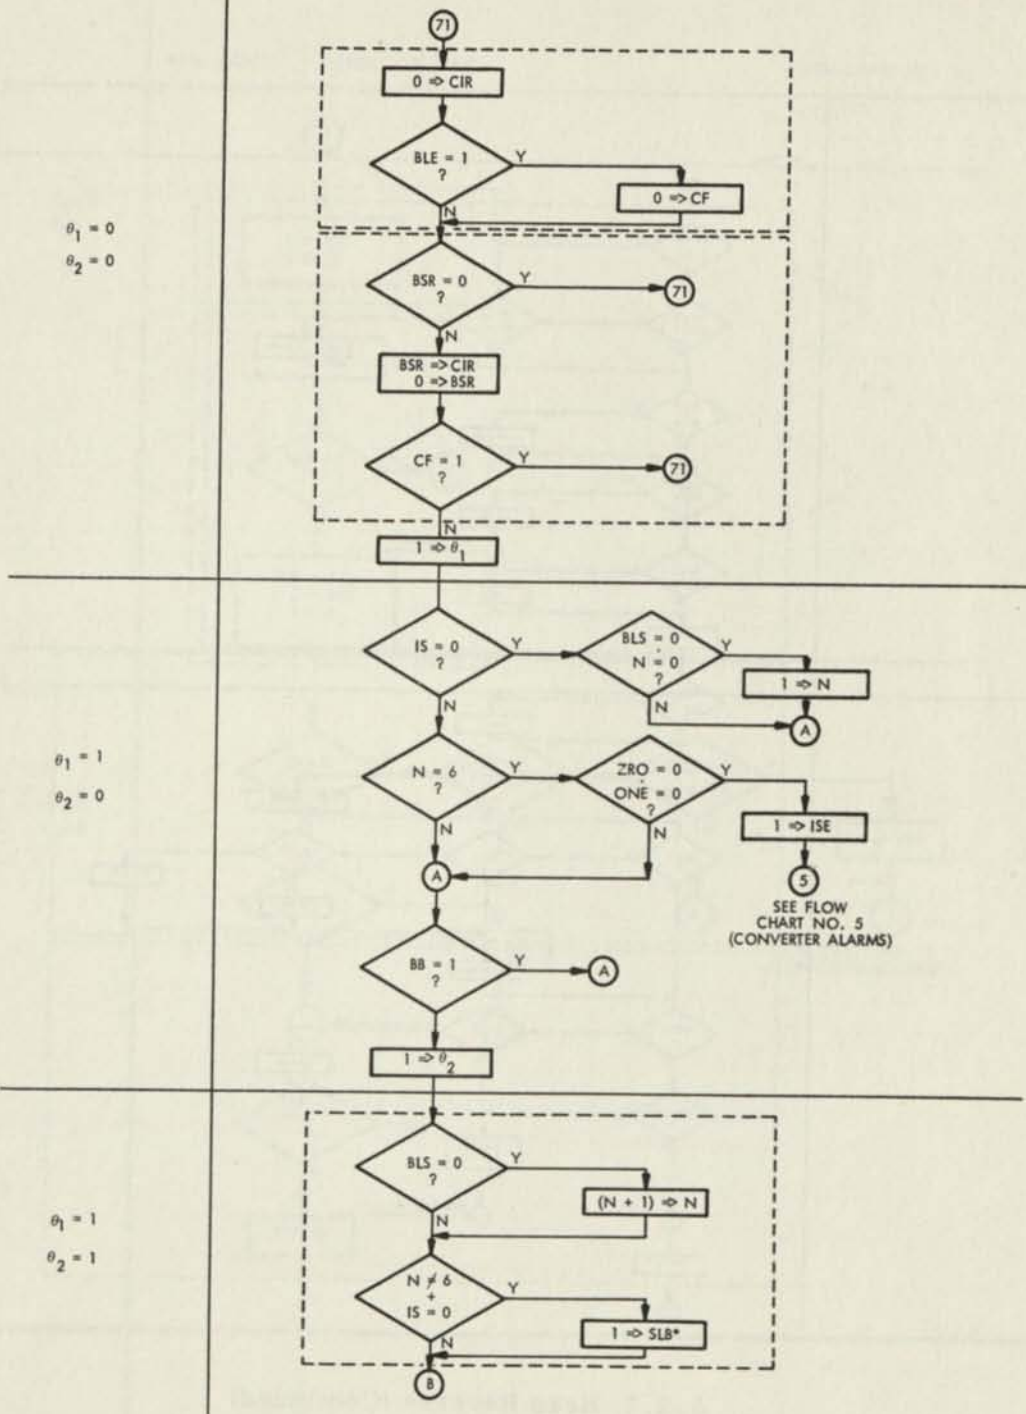 71
0 => CIR
BLE = 1
?
Y
0 => CF
N
θ1 = 0
θ2 = 0
BSR = 0
?
Y
71
N
BSR => CIR
0 => BSR
CF = 1
?
Y
71
N
1 => θ1
IS = 0
?
Y
BLS = 0
·
N = 0
?
Y
1 => N
N
N
A
θ1 = 1
θ2 = 0
N = 6
?
Y
ZRO = 0
·
ONE = 0
?
Y
1 => ISE
N
N
A
5
SEE FLOW
CHART NO. 5
(CONVERTER ALARMS)
BB = 1
?
Y
A
1 => θ2
BLS = 0
?
Y
(N + 1) => N
N
θ1 = 1
θ2 = 1
N ≠ 6
+
IS = 0
Y
1 => SLB*
N
B